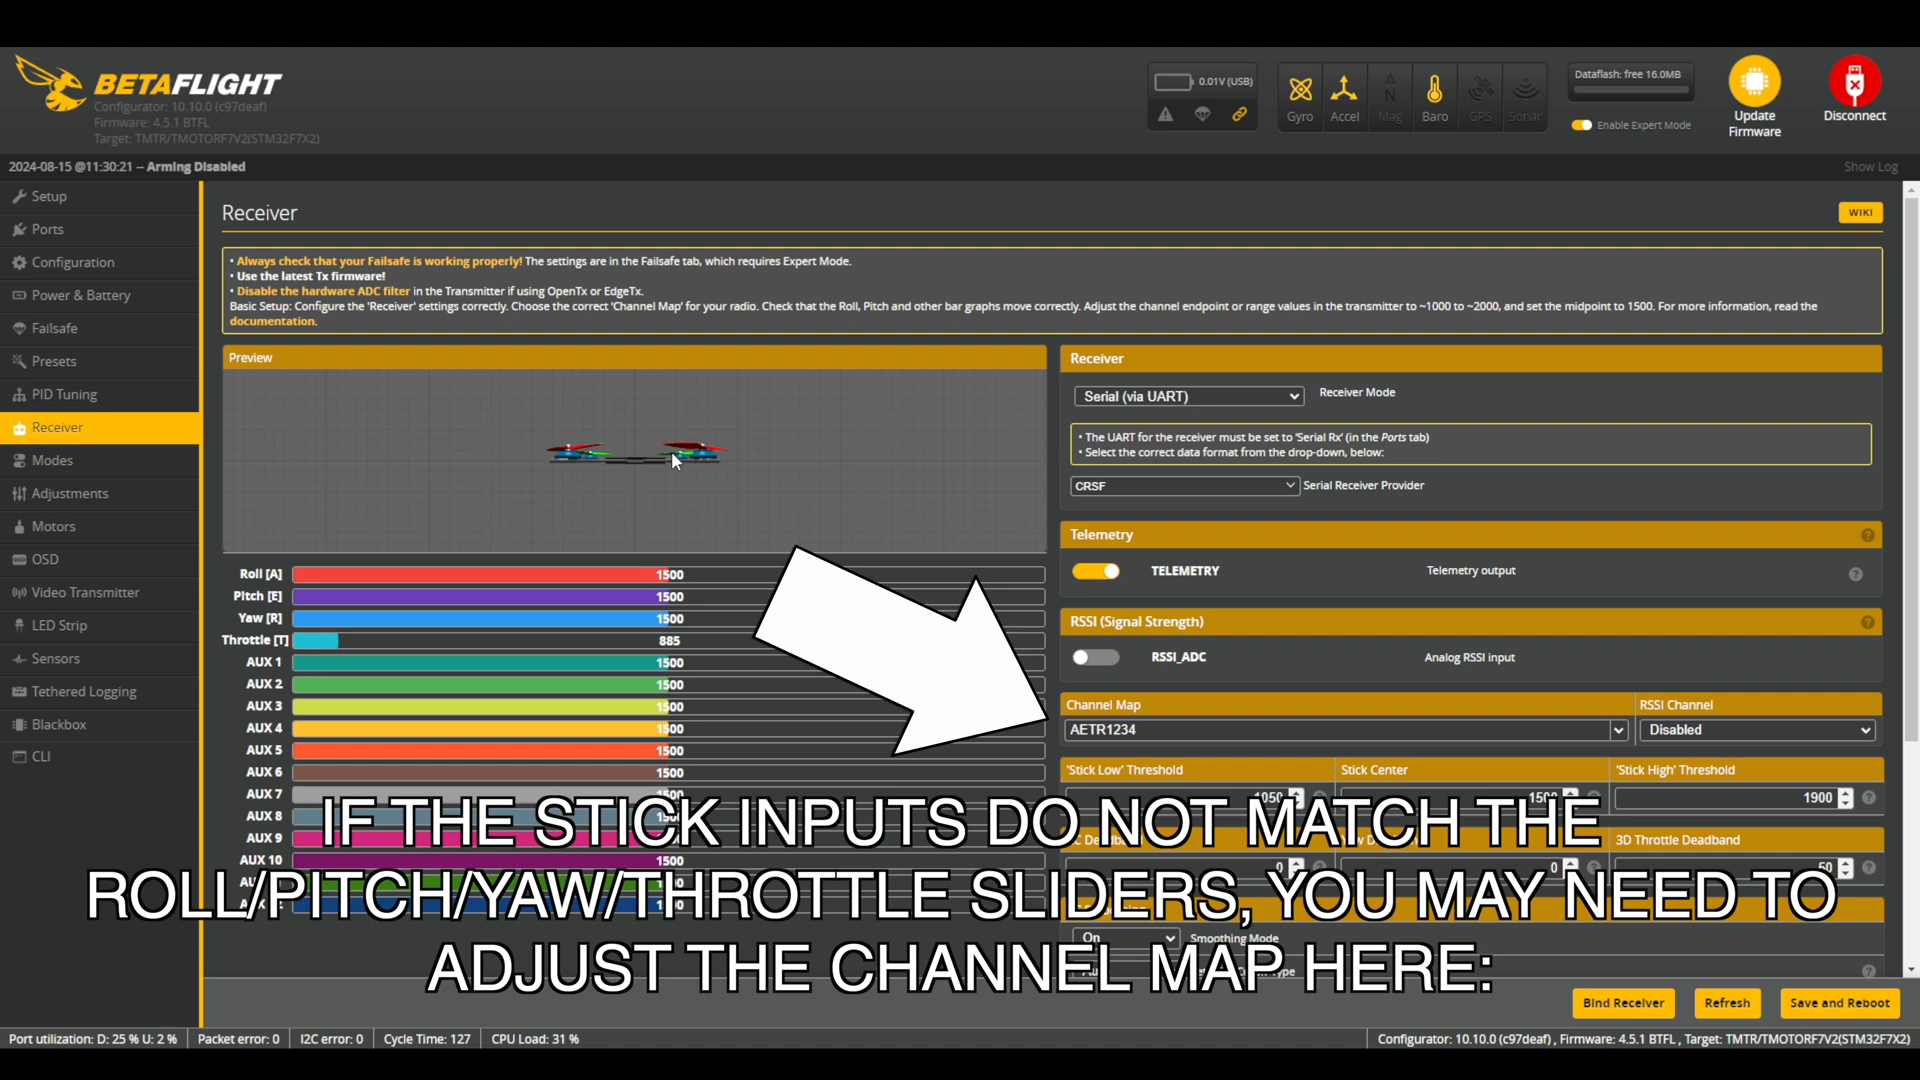 BETAFLIGHT
Configurator: 10.10.0 (c97deaf)
Firmware: 4.5.1 BTFL
Target: TMTR/TMOTORF7V2(STM32F7X2)
0.01V (USB)
Gyro
Accel
Mag
Baro
GPS
Sonar
Dataflash: free 16.0MB
Enable Expert Mode
Update
Firmware
Disconnect
2024-08-15 @11:30:21 -- Arming Disabled
Show Log
Setup
Ports
Configuration
Power & Battery
Failsafe
Presets
PID Tuning
Receiver
Modes
Adjustments
Motors
OSD
Video Transmitter
LED Strip
Sensors
Tethered Logging
Blackbox
CLI
Receiver
WIKI
• Always check that your Failsafe is working properly! The settings are in the Failsafe tab, which requires Expert Mode.
• Use the latest Tx firmware!
• Disable the hardware ADC filter in the Transmitter if using OpenTx or EdgeTx.
Basic Setup: Configure the 'Receiver' settings correctly. Choose the correct 'Channel Map' for your radio. Check that the Roll, Pitch and other bar graphs move correctly. Adjust the channel endpoint or range values in the transmitter to ~1000 to ~2000, and set the midpoint to 1500. For more information, read the
documentation.
Preview
Roll [A] 1500
Pitch [E] 1500
Yaw [R] 1500
Throttle [T] 885
AUX 1 1500
AUX 2 1500
AUX 3 1500
AUX 4 1500
AUX 5 1500
AUX 6 1500
AUX 7 1500
AUX 8
AUX 9
AUX 10 1500
Receiver
Serial (via UART) Receiver Mode
• The UART for the receiver must be set to 'Serial Rx' (in the Ports tab)
• Select the correct data format from the drop-down, below:
CRSF Serial Receiver Provider
Telemetry
TELEMETRY Telemetry output
RSSI (Signal Strength)
RSSI_ADC Analog RSSI input
Channel Map
AETR1234
RSSI Channel
Disabled
'Stick Low' Threshold
1050
Stick Center
1500
'Stick High' Threshold
1900
0
0
3D Throttle Deadband
50
On Smoothing Mode
IF THE STICK INPUTS DO NOT MATCH THE
ROLL/PITCH/YAW/THROTTLE SLIDERS, YOU MAY NEED TO
ADJUST THE CHANNEL MAP HERE:
Bind Receiver
Refresh
Save and Reboot
Port utilization: D: 25 % U: 2 %
Packet error: 0
I2C error: 0
Cycle Time: 127
CPU Load: 31 %
Configurator: 10.10.0 (c97deaf) , Firmware: 4.5.1 BTFL , Target: TMTR/TMOTORF7V2(STM32F7X2)